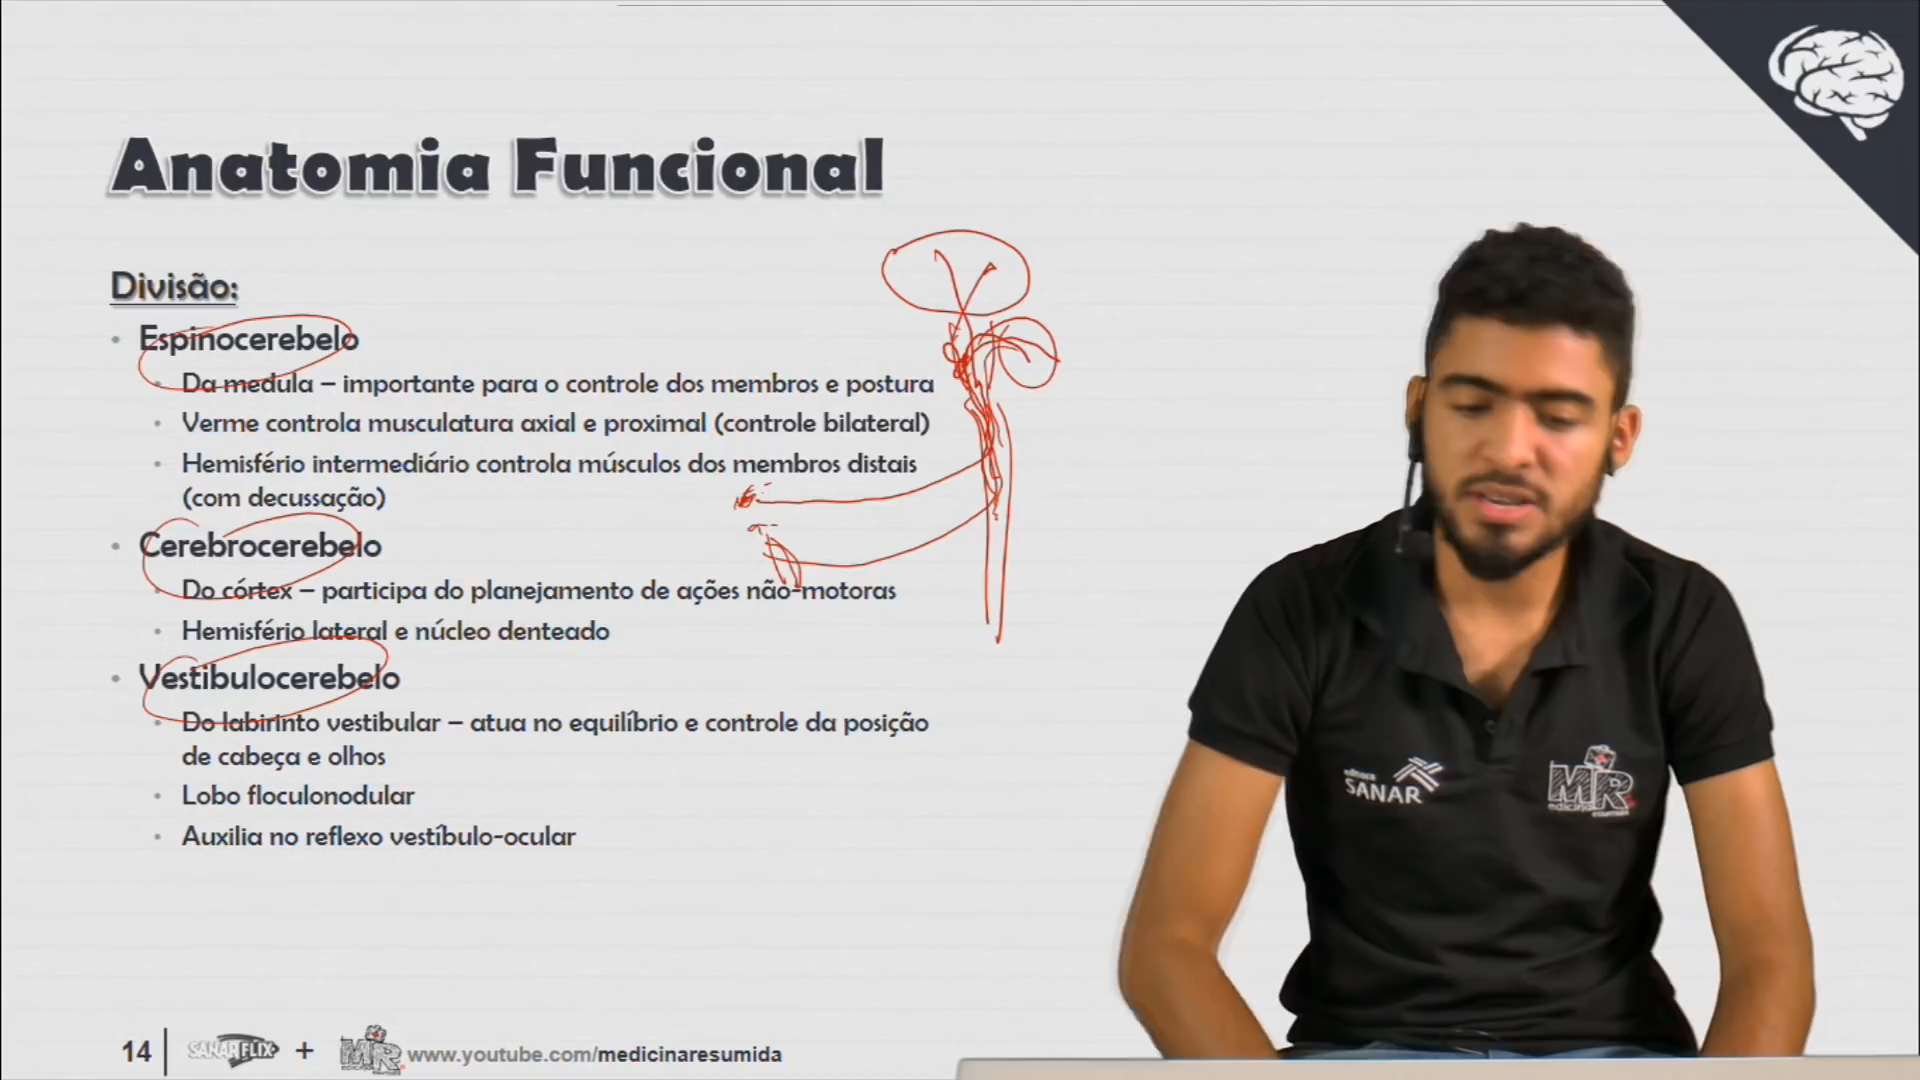 Anatomia Funcional
Divisão:
Espinocerebelo
Da medula – importante para o controle dos membros e postura
Verme controla musculatura axial e proximal (controle bilateral)
Hemisfério intermediário controla músculos dos membros distais
(com decussação)
Cerebrocerebelo
Do córtex – participa do planejamento de ações não-motoras
Hemisfério lateral e núcleo denteado
Vestibulocerebelo
Do labirinto vestibular – atua no equilíbrio e controle da posição
de cabeça e olhos
Lobo floculonodular
Auxilia no reflexo vestíbulo-ocular
editora
SANAR
MR
14
SANARFLIX + MR www.youtube.com/medicinaresumida